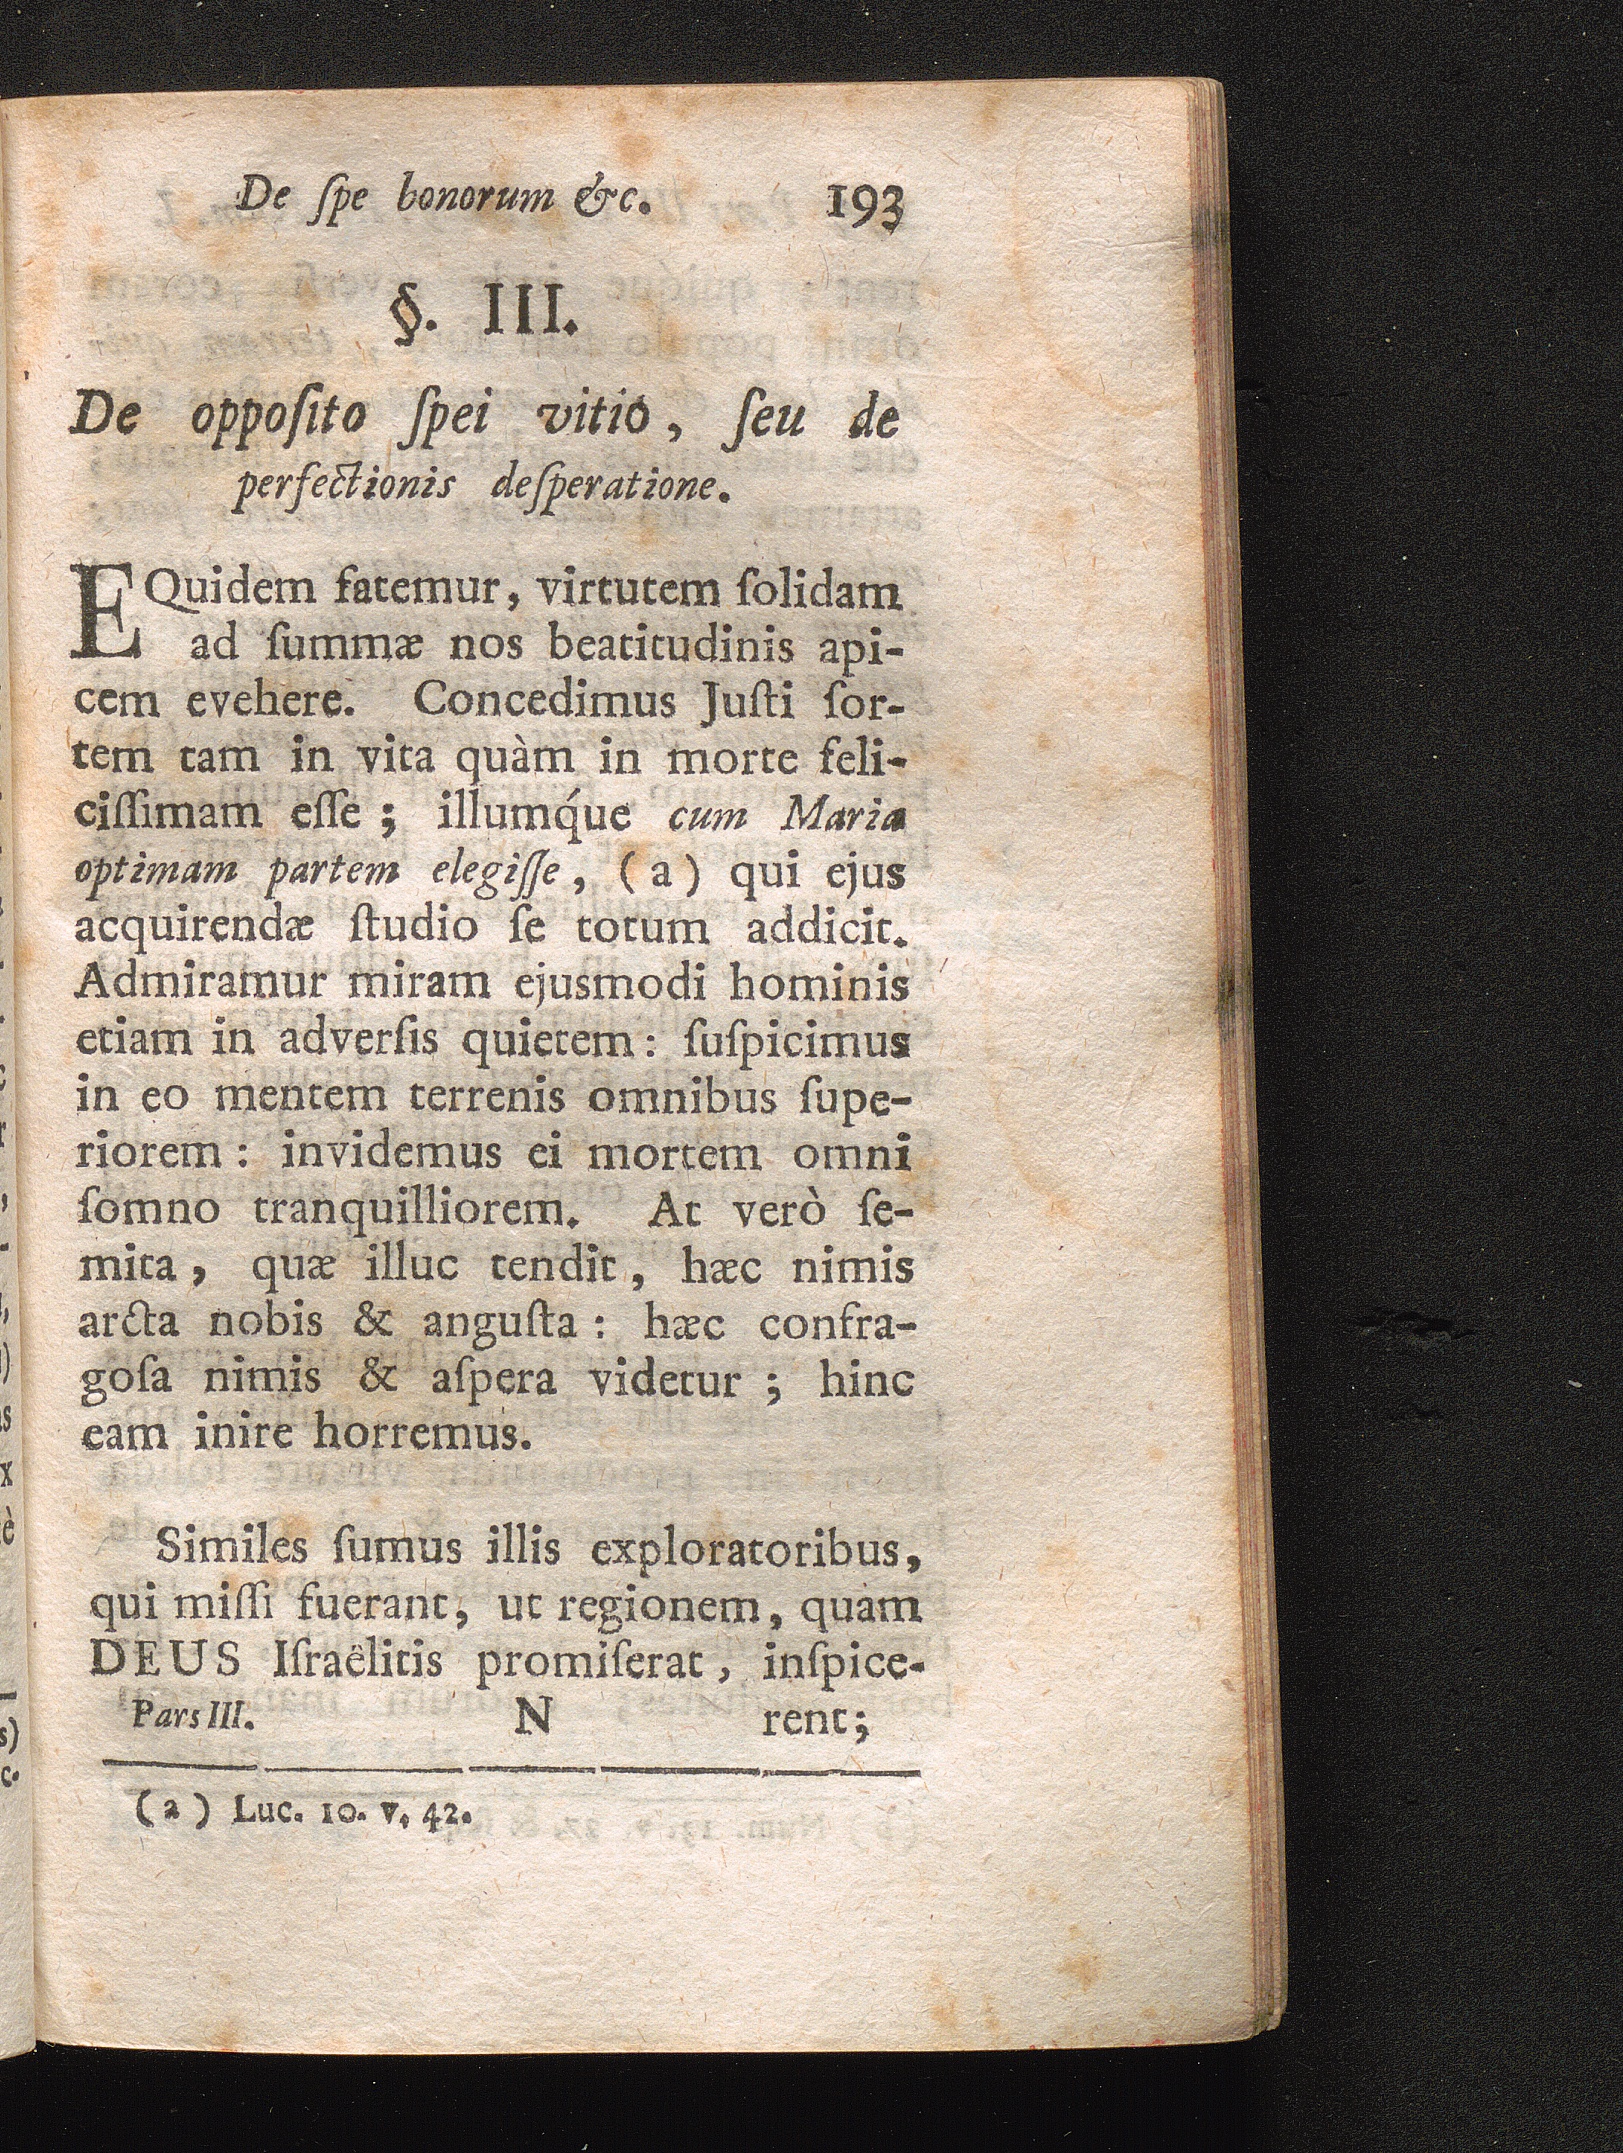 De ſpe bonorum &c. 193
§. III.
De oppoſito ſpei vitio, ſeu de
perfectionis deſperatione.
EQuidem fatemur, virtutem ſolidam
ad ſummæ nos beatitudinis api-
cem evehere. Concedimus Juſti ſor-
tem tam in vita quàm in morte feli-
ciſſimam eſſe; illumq́ue cum Maria
optimam partem elegiſſe, (a) qui ejus
acquirendæ ſtudio ſe totum addicit.
Admiramur miram ejusmodi hominis
etiam in adverſis quietem: ſuſpicimus
in eo mentem terrenis omnibus ſupe-
riorem: invidemus ei mortem omni
ſomno tranquilliorem. At verò ſe-
mita, quæ illuc tendit, hæc nimis
arcta nobis & anguſta: hæc confra-
goſa nimis & aſpera videtur; hinc
eam inire horremus.
Similes ſumus illis exploratoribus,
qui miſſi fuerant, ut regionem, quam
DEUS Iſraëlitis promiſerat, inſpice-
Pars III. N rent;
(a) Luc. 10. v. 42.